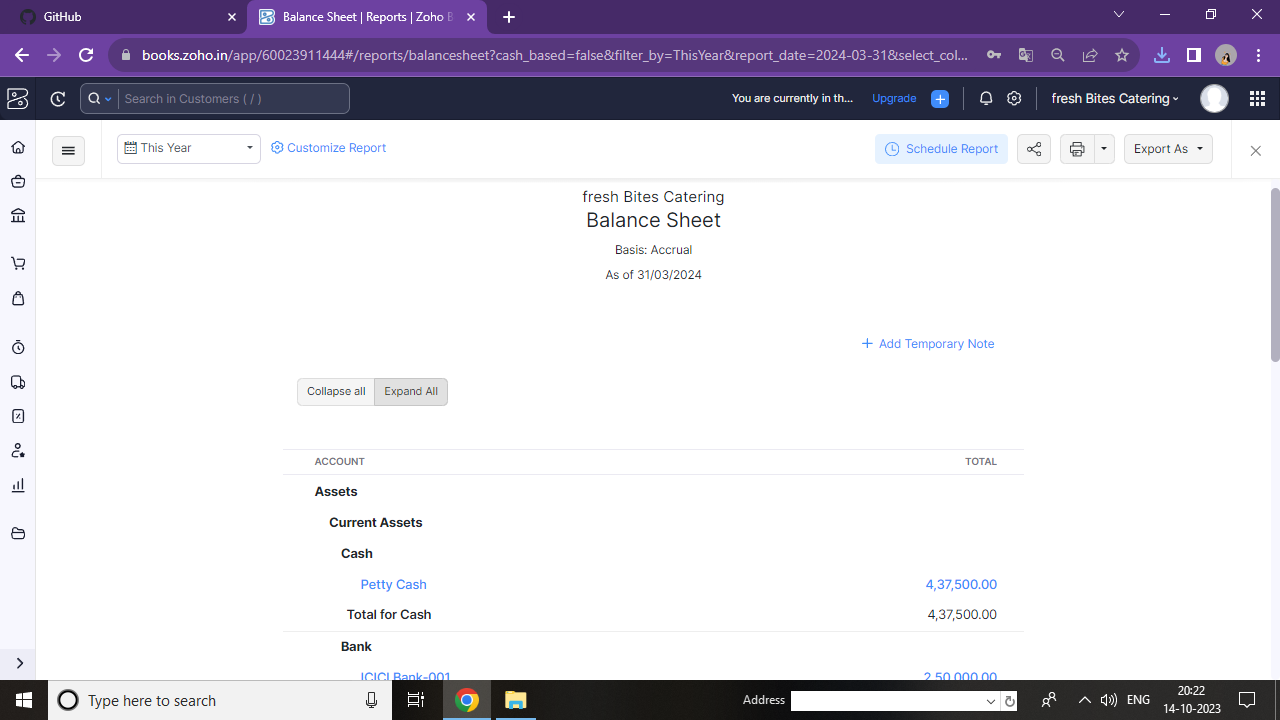 GitHub
Balance Sheet | Reports | Zoho B
books.zoho.in/app/60023911444#/reports/balancesheet?cash_based=false&filter_by=ThisYear&report_date=2024-03-31&select_col...
Search in Customers ( / )
You are currently in th...
Upgrade
fresh Bites Catering
This Year
Customize Report
Schedule Report
Export As
fresh Bites Catering
Balance Sheet
Basis: Accrual
As of 31/03/2024
Add Temporary Note
Collapse all
Expand All
ACCOUNT TOTAL
Assets
Current Assets
Cash
Petty Cash 4,37,500.00
Total for Cash 4,37,500.00
Bank
ICICI Bank-001 2,50,000.00
Type here to search
Address
ENG
20:22
14-10-2023